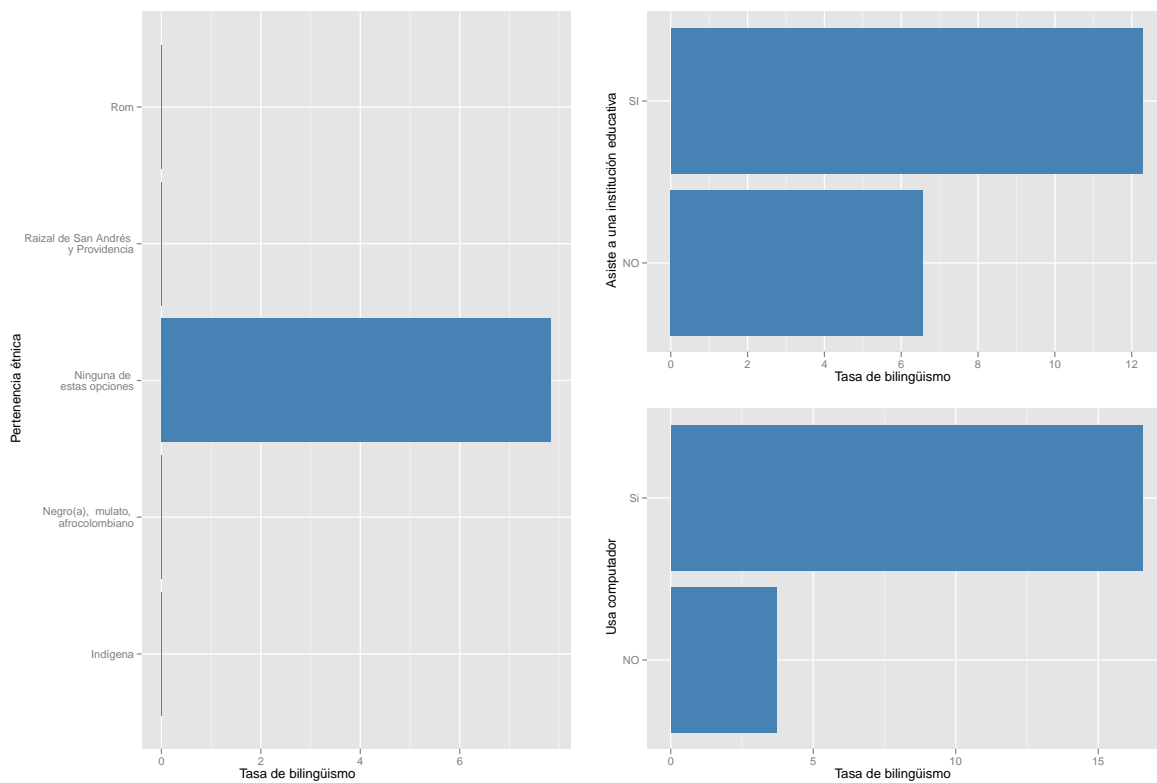 Pertenencia étnica
Rom
Raizal de San Andrés
y Providencia
Ninguna de
estas opciones
Negro(a), mulato,
afrocolombiano
Indígena
0 2 4 6
Tasa de bilingüismo
Asiste a una institución educativa
SI
NO
0 2 4 6 8 10 12
Tasa de bilingüismo
Usa computador
Si
NO
0 5 10 15
Tasa de bilingüismo